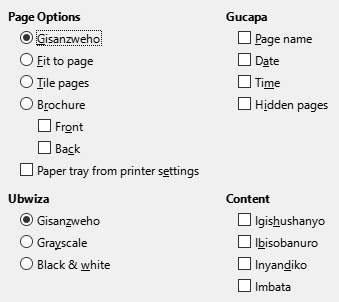 Page Options
Gisanzweho
Fit to page
Tile pages
Brochure
Front
Back
Paper tray from printer settings
Ubwiza
Gisanzweho
Grayscale
Black & white
Gucapa
Page name
Date
Time
Hidden pages
Content
Igishushanyo
Ibisobanuro
Inyandiko
Imbata